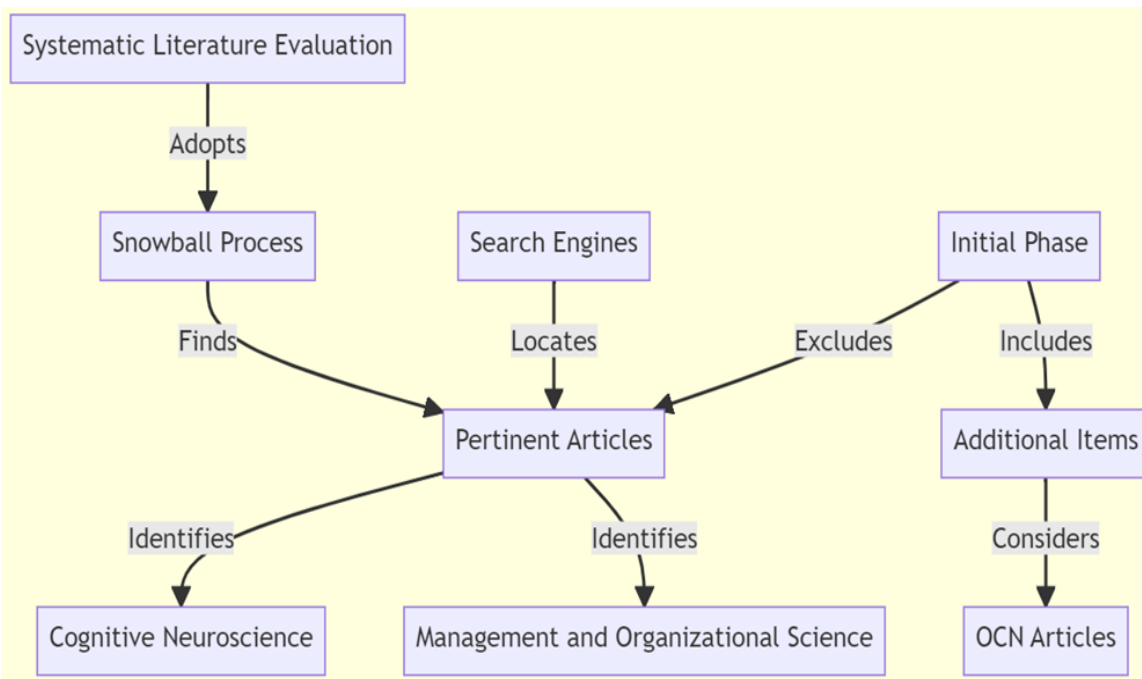 Systematic Literature Evaluation
Adopts
Snowball Process
Search Engines
Initial Phase
Finds
Locates
Excludes
Includes
Pertinent Articles
Additional Items
Identifies
Identifies
Considers
Cognitive Neuroscience
Management and Organizational Science
OCN Articles